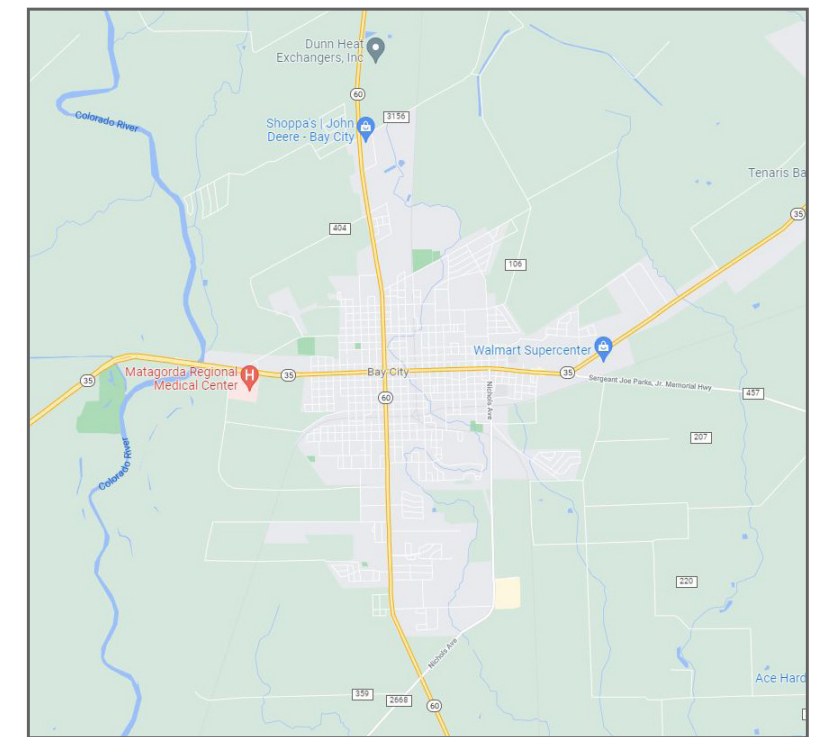 Dunn Heat
Exchangers, Inc
60
Colorado River
Shoppa's | John
Deere - Bay City
3156
Tenaris Ba
35
404
106
Walmart Supercenter
Matagorda Regional
Medical Center
H
35
35
Bay City
35
Sergeant Joe Parks, Jr. Memorial Hwy
457
60
Nichols Ave
207
Colorado River
220
Nichols Ave
Ace Hard
359
2668
60